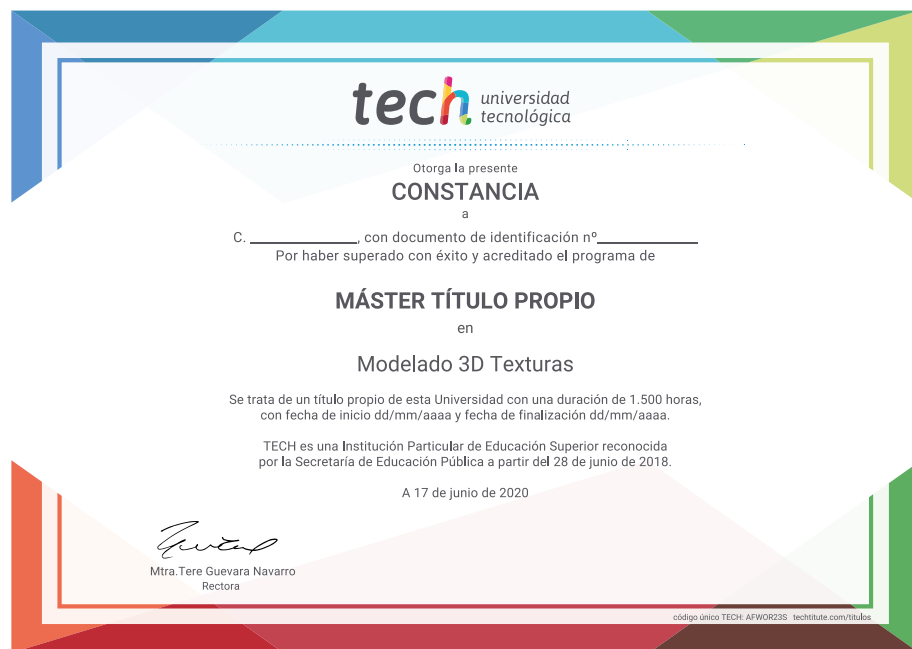 tech universidad
tecnológica
Otorga la presente
CONSTANCIA
a
C. ____________, con documento de identificación nº____________
Por haber superado con éxito y acreditado el programa de
MÁSTER TÍTULO PROPIO
en
Modelado 3D Texturas
Se trata de un título propio de esta Universidad con una duración de 1.500 horas,
con fecha de inicio dd/mm/aaaa y fecha de finalización dd/mm/aaaa.
TECH es una Institución Particular de Educación Superior reconocida
por la Secretaría de Educación Pública a partir del 28 de junio de 2018.
A 17 de junio de 2020
Mtra.Tere Guevara Navarro
Rectora
código único TECH: AFWOR23S techtitute.com/titulos